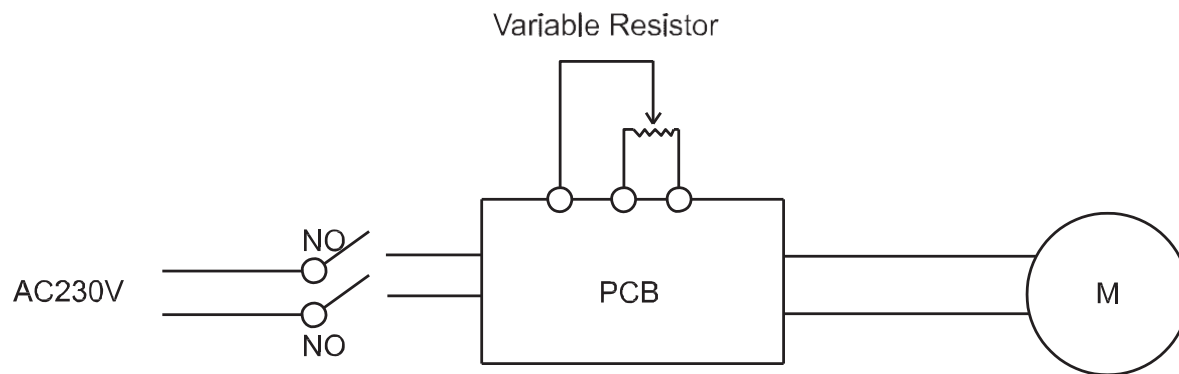 Variable Resistor
NO
AC230V
NO
PCB
M